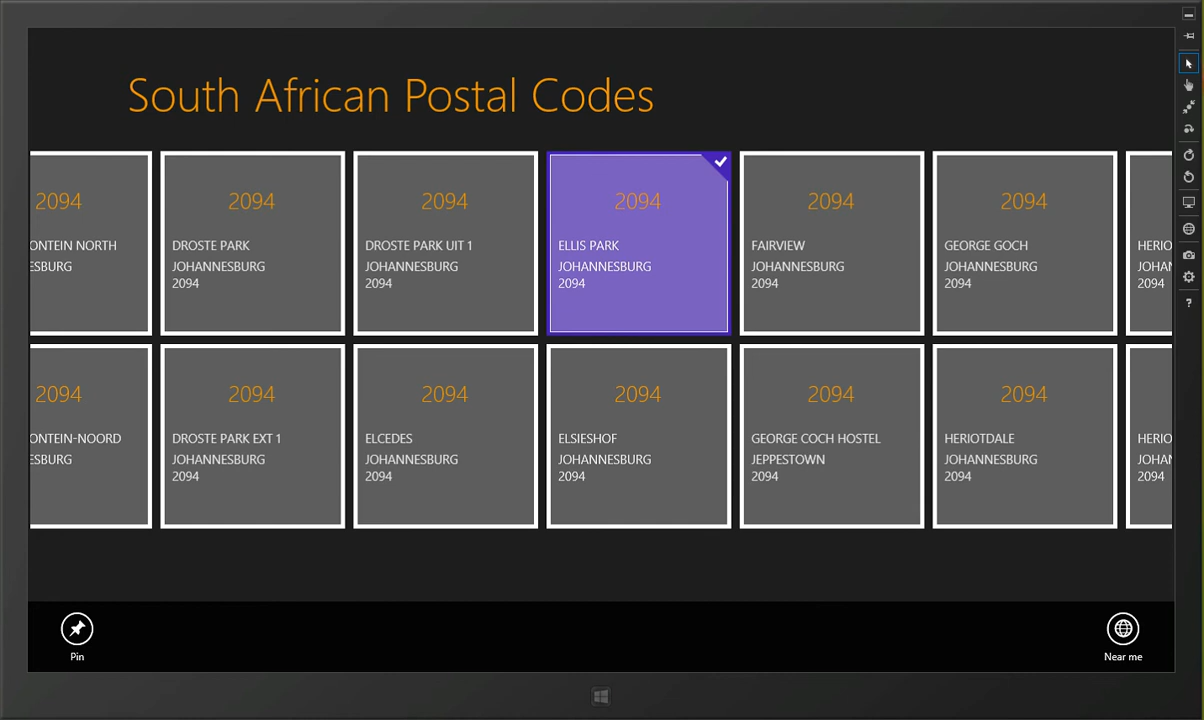 South African Postal Codes
2094
ONTEIN NORTH
ESBURG
2094
DROSTE PARK
JOHANNESBURG
2094
2094
DROSTE PARK UIT 1
JOHANNESBURG
2094
2094
ELLIS PARK
JOHANNESBURG
2094
2094
FAIRVIEW
JOHANNESBURG
2094
2094
GEORGE GOCH
JOHANNESBURG
2094
HERIO
JOHAN
2094
2094
ONTEIN-NOORD
ESBURG
2094
DROSTE PARK EXT 1
JOHANNESBURG
2094
2094
ELCEDES
JOHANNESBURG
2094
2094
ELSIESHOF
JOHANNESBURG
2094
2094
GEORGE COCH HOSTEL
JEPPESTOWN
2094
2094
HERIOTDALE
JOHANNESBURG
2094
HERIO
JOHAN
2094
Pin
Near me
?